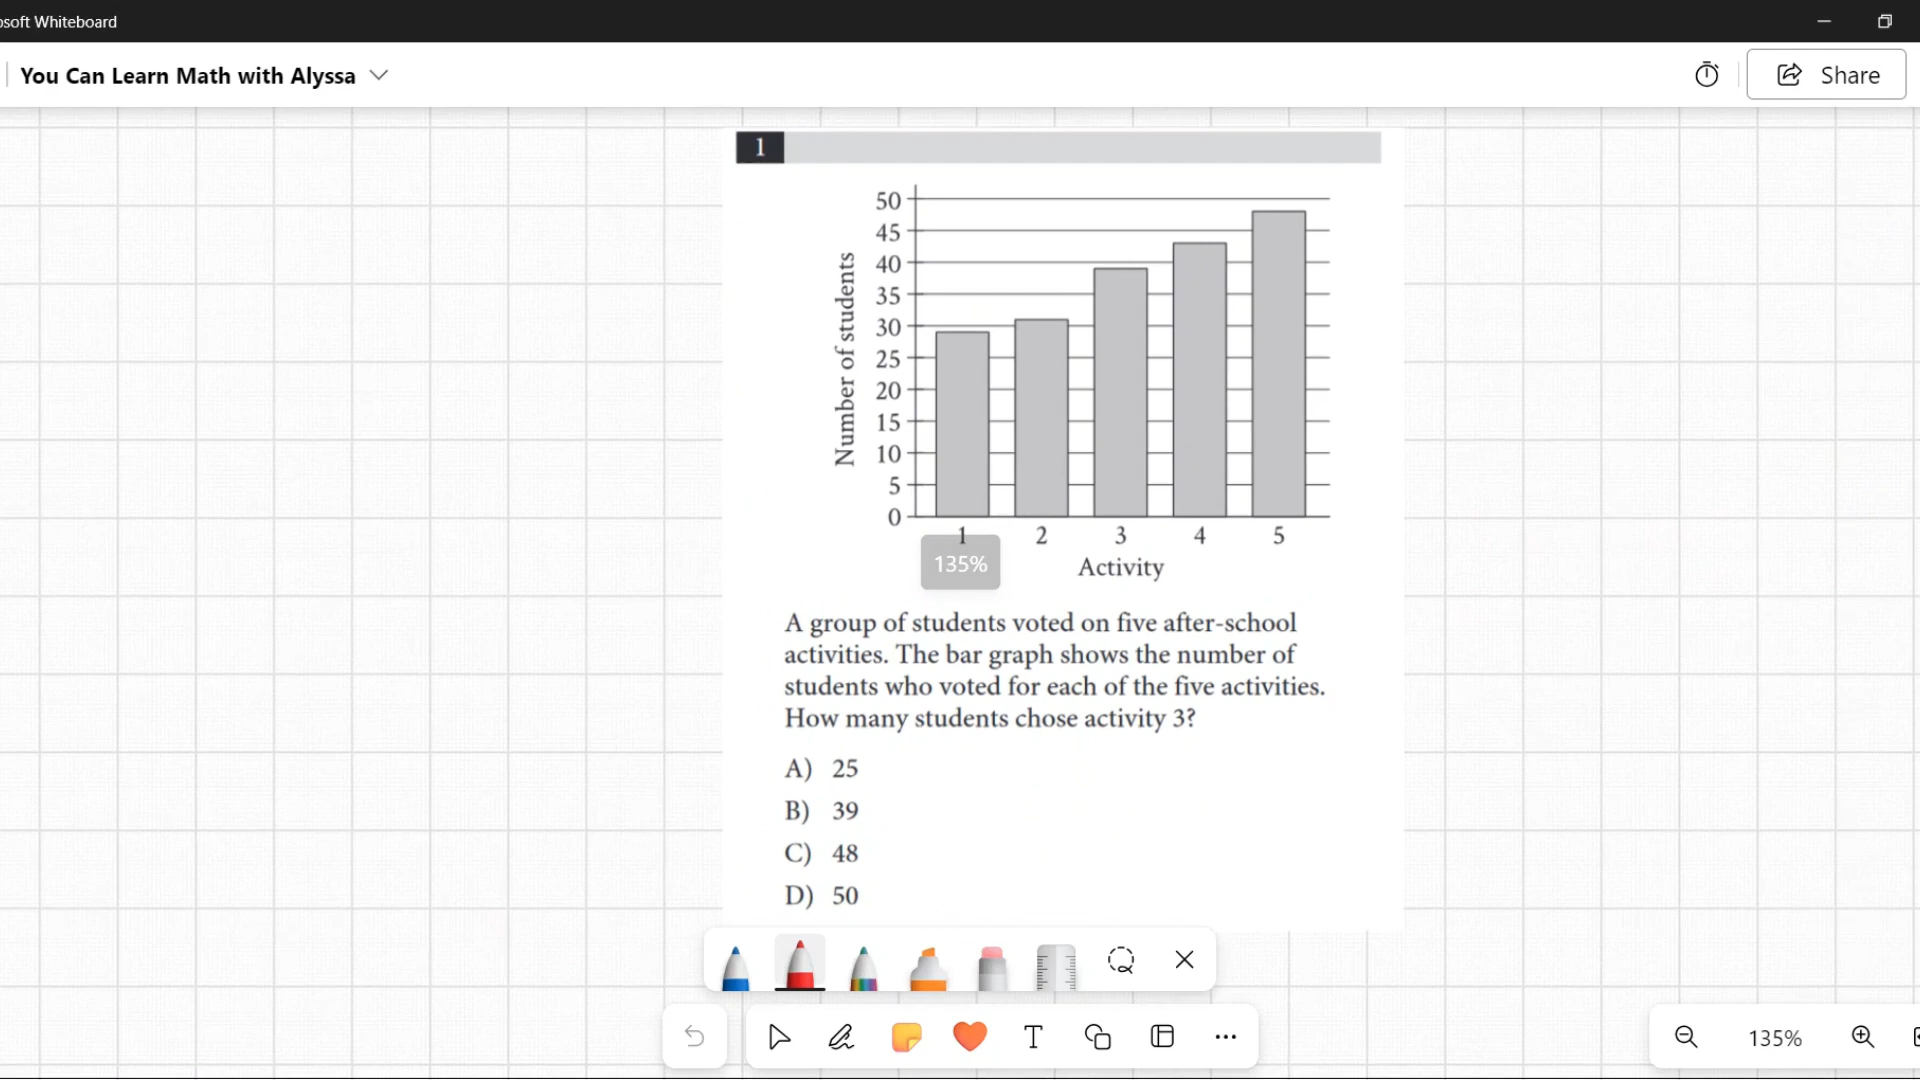 osoft Whiteboard
You Can Learn Math with Alyssa
Share
1
50
45
40
35
30
25
20
15
10
5
0
Number of students
1 2 3 4 5
135%
Activity
A group of students voted on five after-school
activities. The bar graph shows the number of
students who voted for each of the five activities.
How many students chose activity 3?
A) 25
B) 39
C) 48
D) 50
T
135%